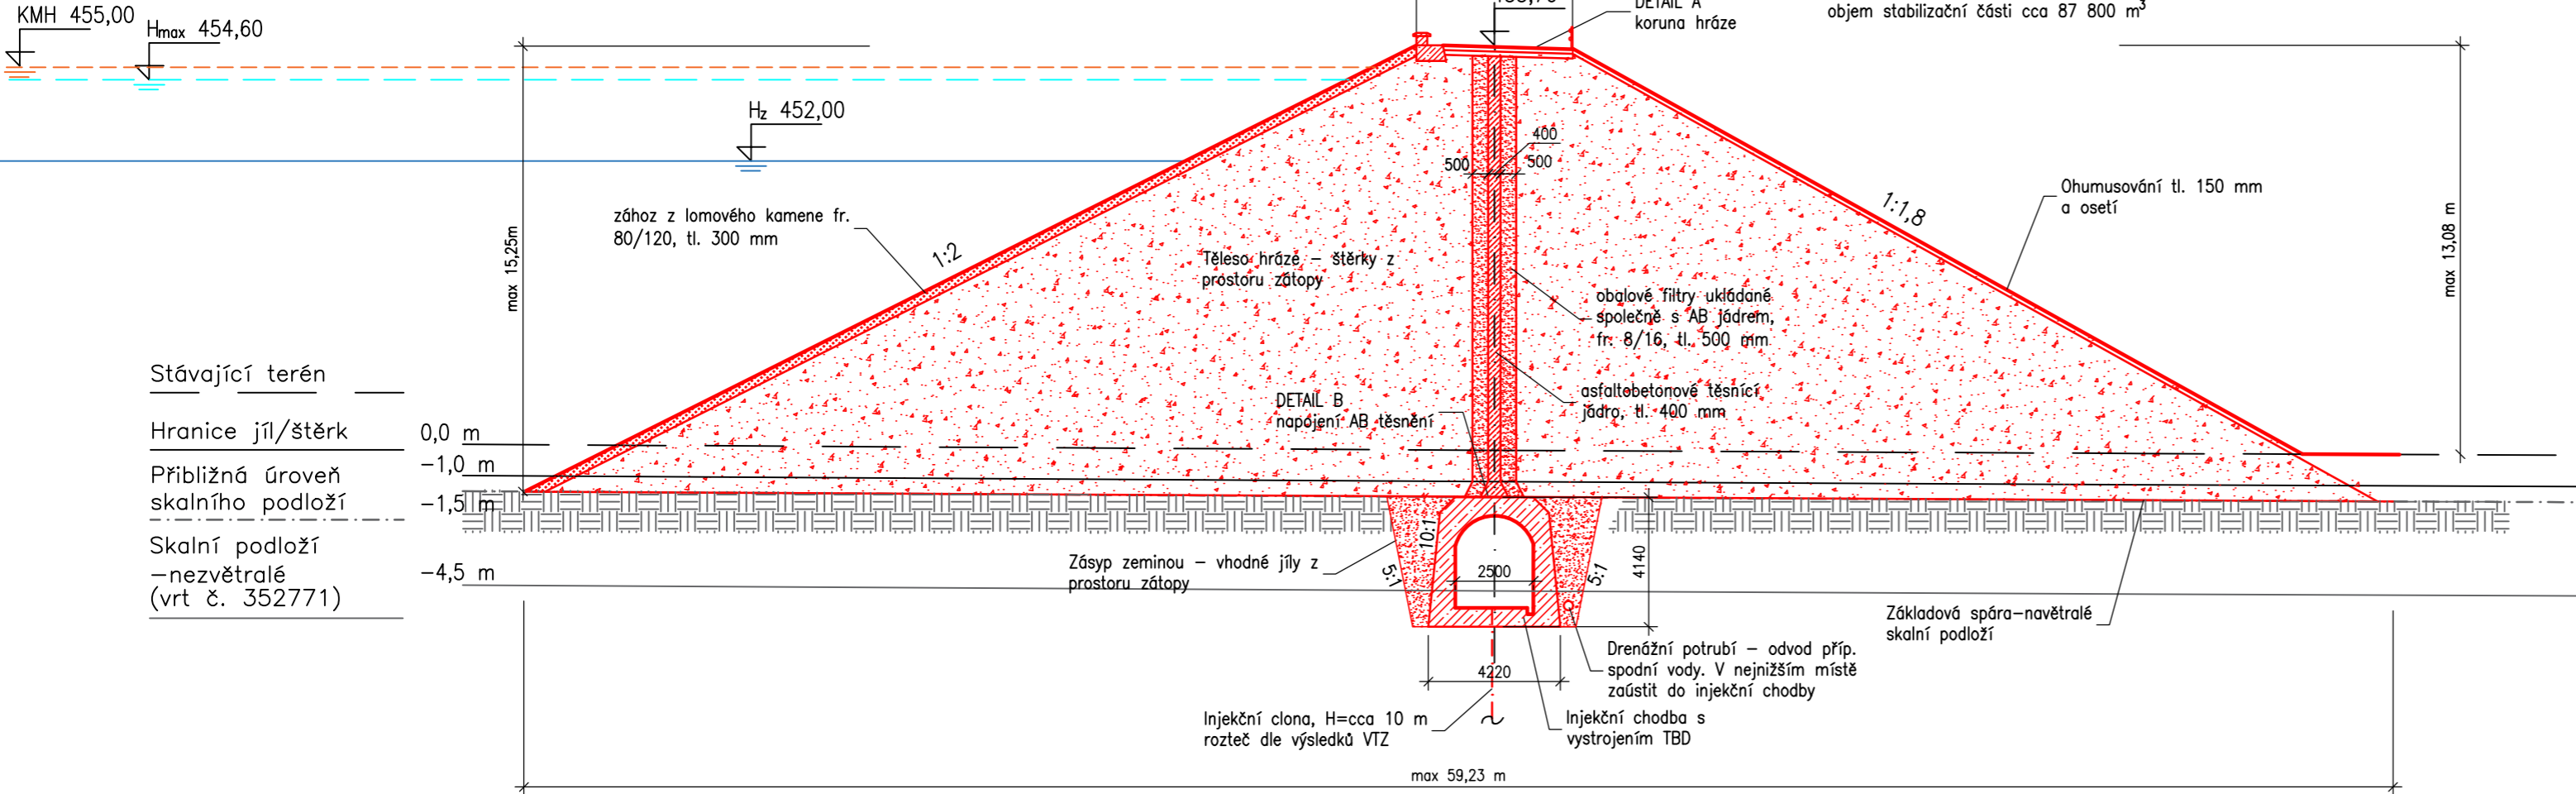 KMH 455,00
Hmax 454,60
DETAIL A
koruna hráze
objem stabilizační části cca 87 800 m³
Hz 452,00
400
500
500
zához z lomového kamene fr.
80/120, tl. 300 mm
1:2
1:1,8
Ohumusování tl. 150 mm
a osetí
max 15,25m
max 13,08 m
Těleso hráze – štěrky z
prostoru zátopy
obalové filtry ukládané
společně s AB jádrem,
fr. 8/16, tl. 500 mm
asfaltobetonové těsnící
jádro, tl. 400 mm
DETAIL B
napojení AB těsnění
Stávající terén
Hranice jíl/štěrk
0,0 m
-1,0 m
Přibližná úroveň
skalního podloží
-1,5 m
Skalní podloží
-nezvětralé
(vrt č. 352771)
-4,5 m
Zásyp zeminou – vhodné jíly z
prostoru zátopy
5:1
10:1
2500
5:1
4140
4220
Základová spára-navětralé
skalní podloží
Drenážní potrubí – odvod příp.
spodní vody. V nejnižším místě
zaústit do injekční chodby
Injekční clona, H=cca 10 m
rozteč dle výsledků VTZ
Injekční chodba s
vystrojením TBD
max 59,23 m